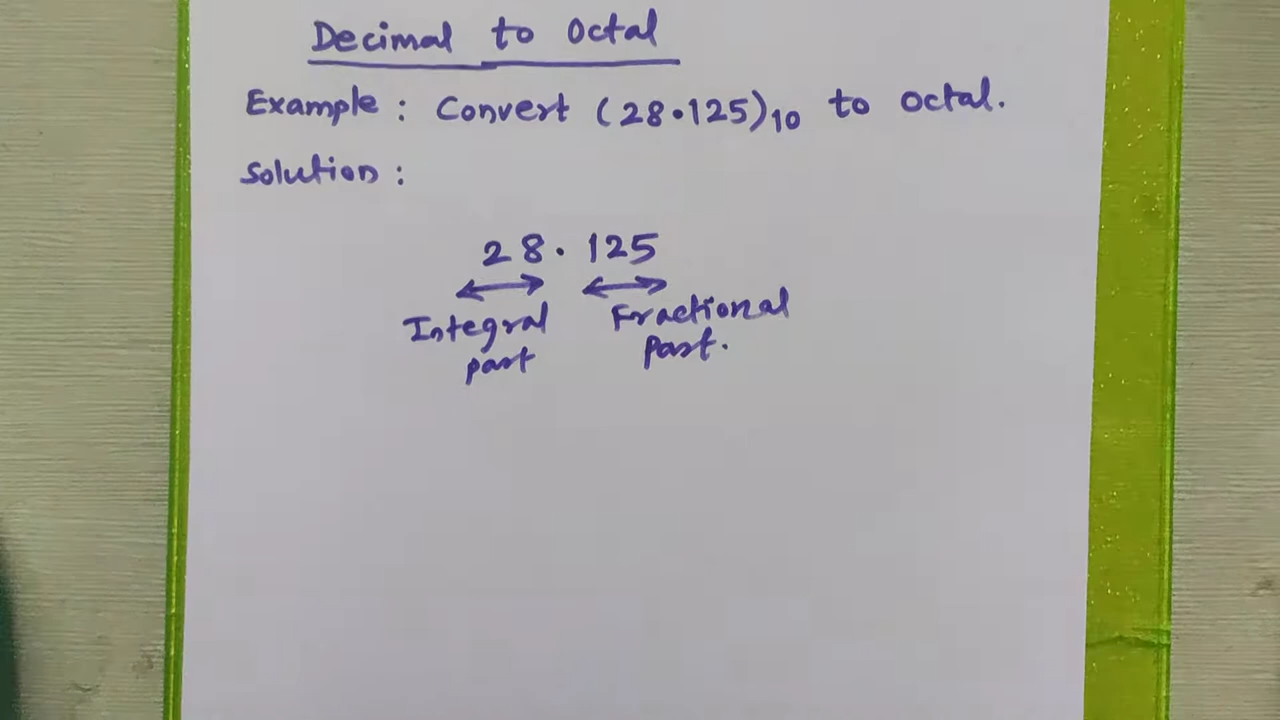 Decimal to Octal
Example : Convert (28.125)10 to Octal.
Solution :
28.125
Integral part
Fractional part.